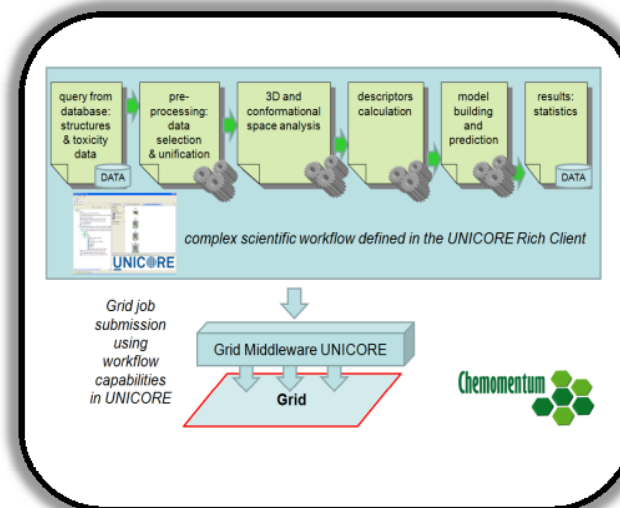 query from
database:
structures
& toxicity
data
DATA
pre-
processing:
data
selection
& unification
3D and
conformational
space analysis
descriptors
calculation
model
building
and
prediction
results:
statistics
DATA
UNICORE
complex scientific workflow defined in the UNICORE Rich Client
Grid job
submission
using
workflow
capabilities
in UNICORE
Grid Middleware UNICORE
Grid
Chemomentum